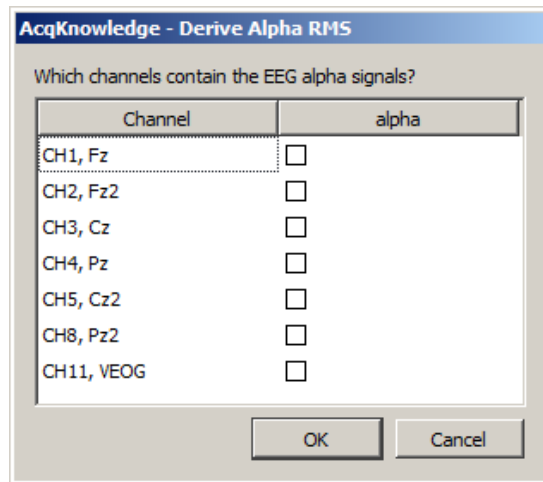 AcqKnowledge - Derive Alpha RMS
Which channels contain the EEG alpha signals?
Channel alpha
CH1, Fz
CH2, Fz2
CH3, Cz
CH4, Pz
CH5, Cz2
CH8, Pz2
CH11, VEOG
OK Cancel